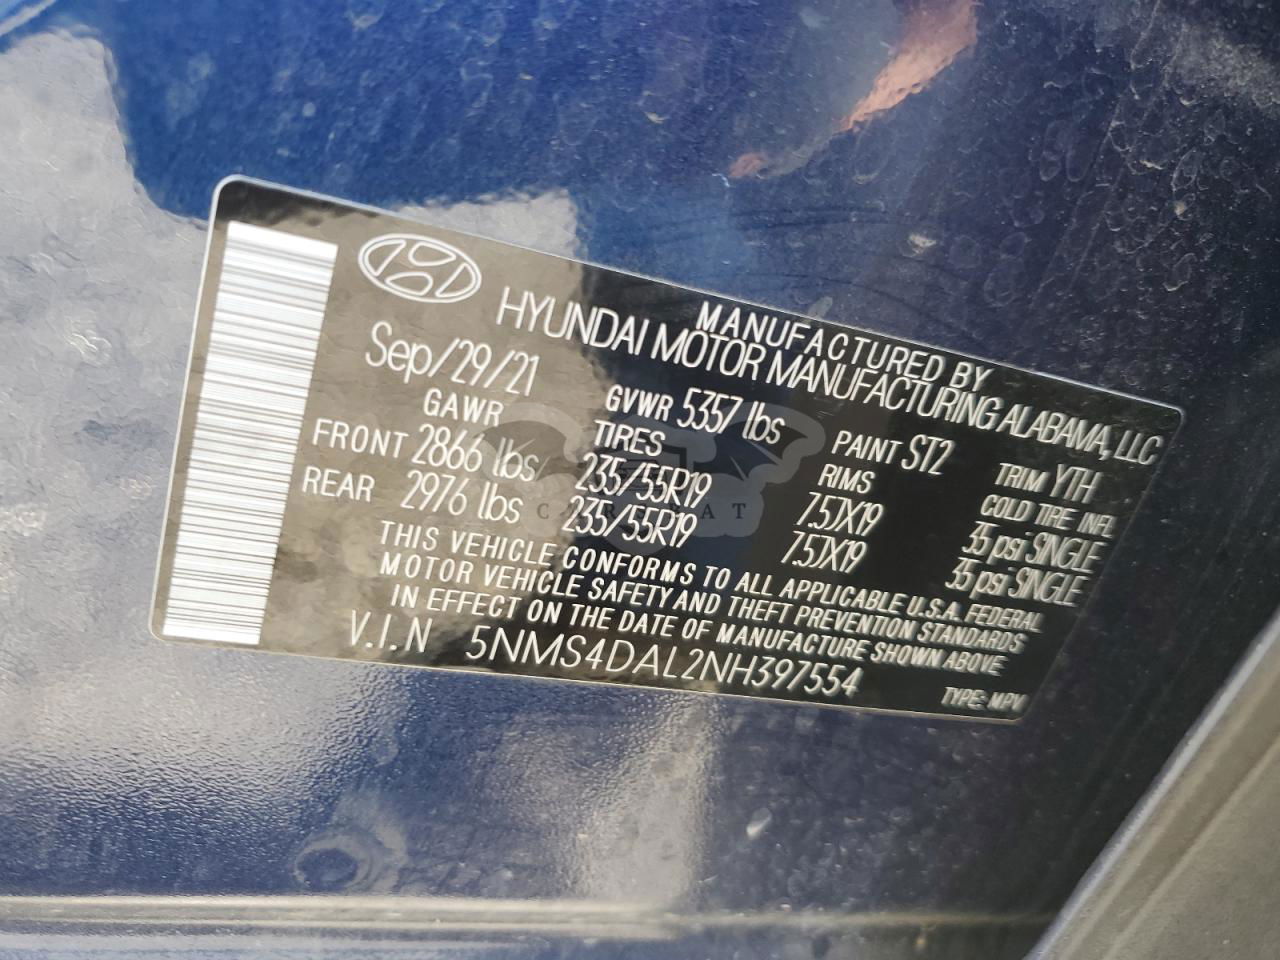 MANUFACTURED BY
HYUNDAI MOTOR MANUFACTURING ALABAMA, LLC
Sep/29/21 GVWR 5357 lbs PAINT ST2 TRIM YTH
GAWR TIRES RIMS COLD TIRE INFL
FRONT 2866 lbs 235/55R19 7.5JX19 35 psi SINGLE
REAR 2976 lbs 235/55R19 7.5JX19 35 psi SINGLE
THIS VEHICLE CONFORMS TO ALL APPLICABLE U.S.A. FEDERAL
MOTOR VEHICLE SAFETY AND THEFT PREVENTION STANDARDS
IN EFFECT ON THE DATE OF MANUFACTURE SHOWN ABOVE
V.I.N 5NMS4DAL2NH397554 TYPE: MPV